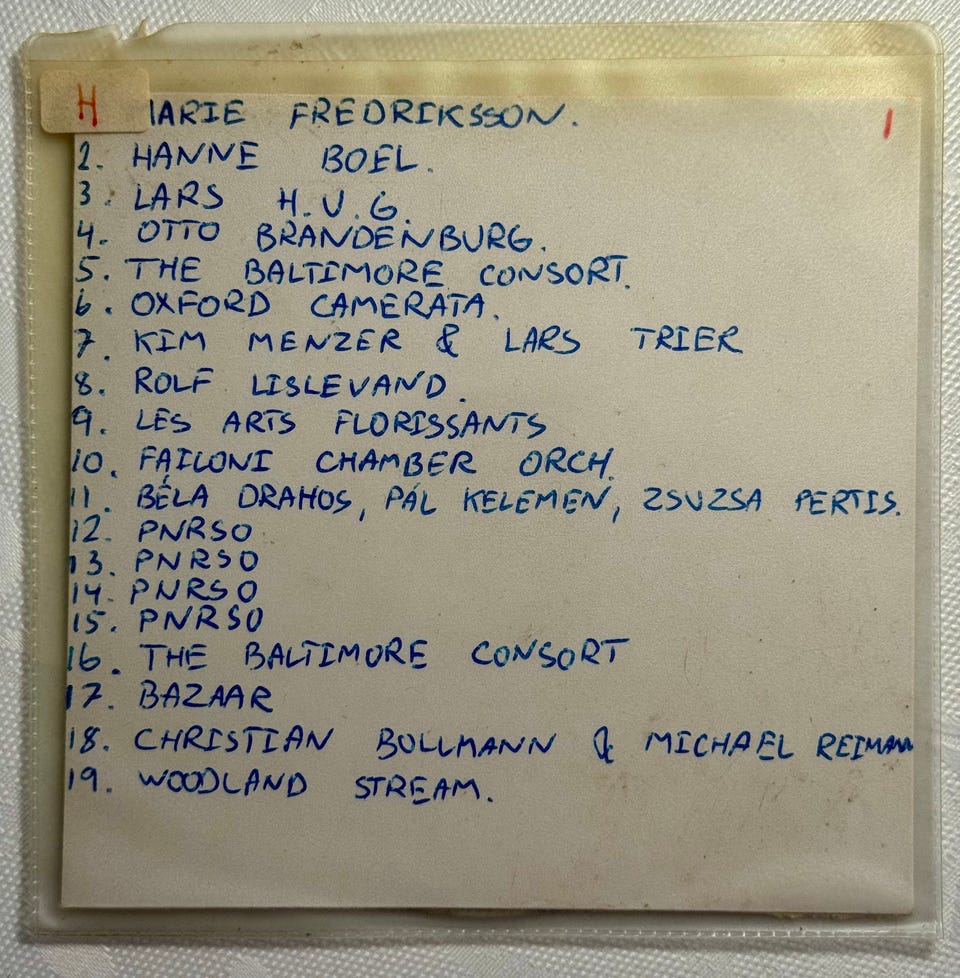 H
1
ARIE FREDRIKSSON.
2. HANNE BOEL.
3. LARS H.U.G.
4. OTTO BRANDENBURG.
5. THE BALTIMORE CONSORT.
6. OXFORD CAMERATA.
7. KIM MENZER & LARS TRIER
8. ROLF LISLEVAND.
9. LES ARTS FLORISSANTS
10. FAILONI CHAMBER ORCH.
11. BÉLA DRAHOS, PÁL KELEMEN, ZSUZSA PERTIS.
12. PNRSO
13. PNRSO
14. PNRSO
15. PNRSO
16. THE BALTIMORE CONSORT
17. BAZAAR
18. CHRISTIAN BOLLMANN & MICHAEL REIMANN
19. WOODLAND STREAM.